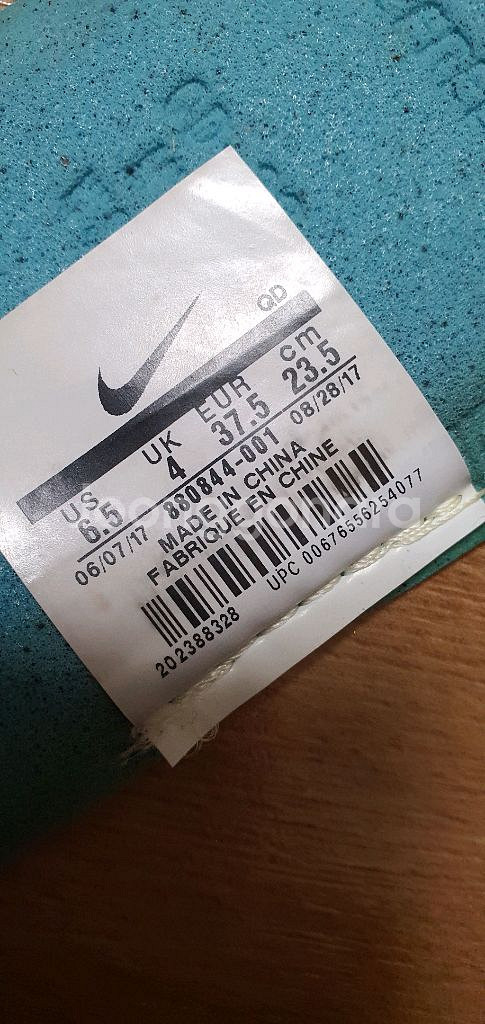 QD
US UK EUR cm
6.5 4 37.5 23.5
06/07/17 880844-001 08/28/17
MADE IN CHINA
FABRIQUE EN CHINE
UPC 00676556254077
202388328